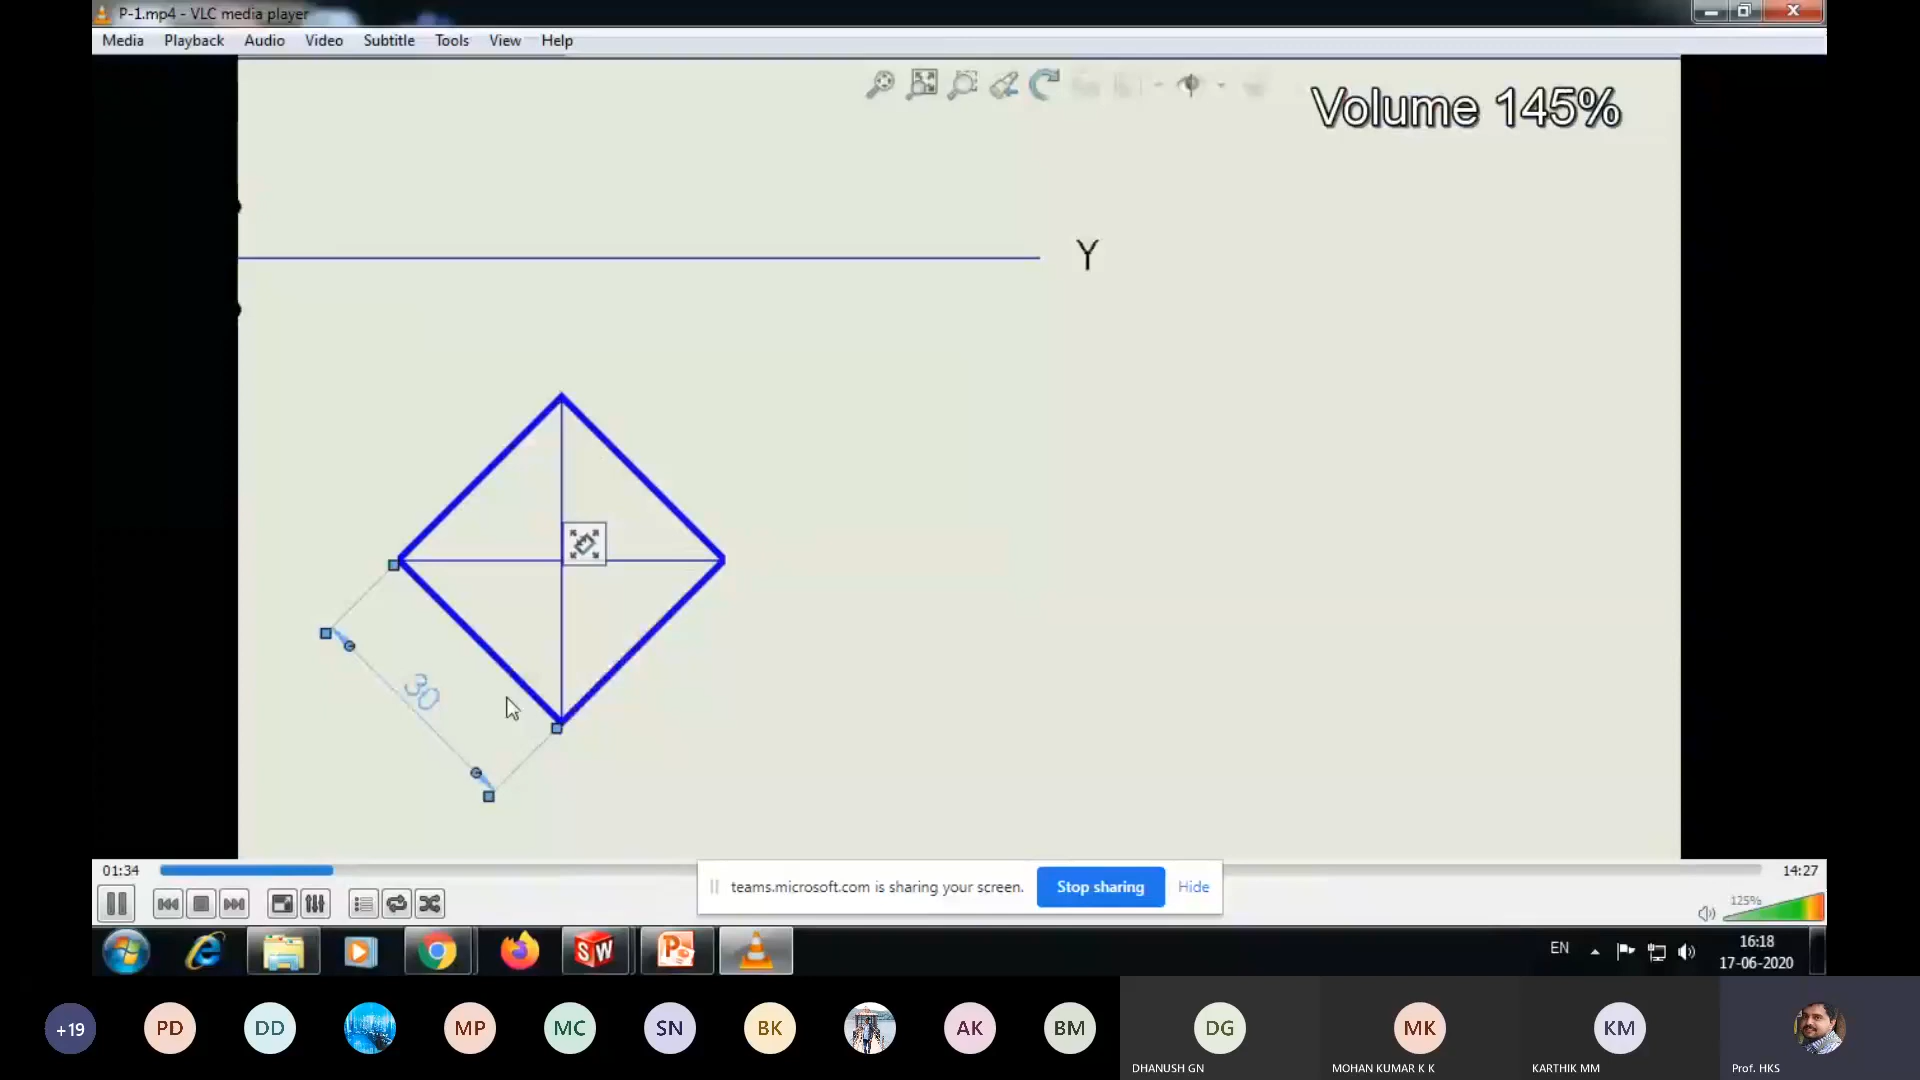 P-1.mp4 - VLC media player
Media Playback Audio Video Subtitle Tools View Help
Volume 145%
Y
30
01:34
14:27
teams.microsoft.com is sharing your screen.
Stop sharing
Hide
125%
EN
16:18
17-06-2020
SW
P
+19
PD
DD
MP
MC
SN
BK
AK
BM
DG
MK
KM
DHANUSH GN
MOHAN KUMAR K K
KARTHIK MM
Prof. HKS